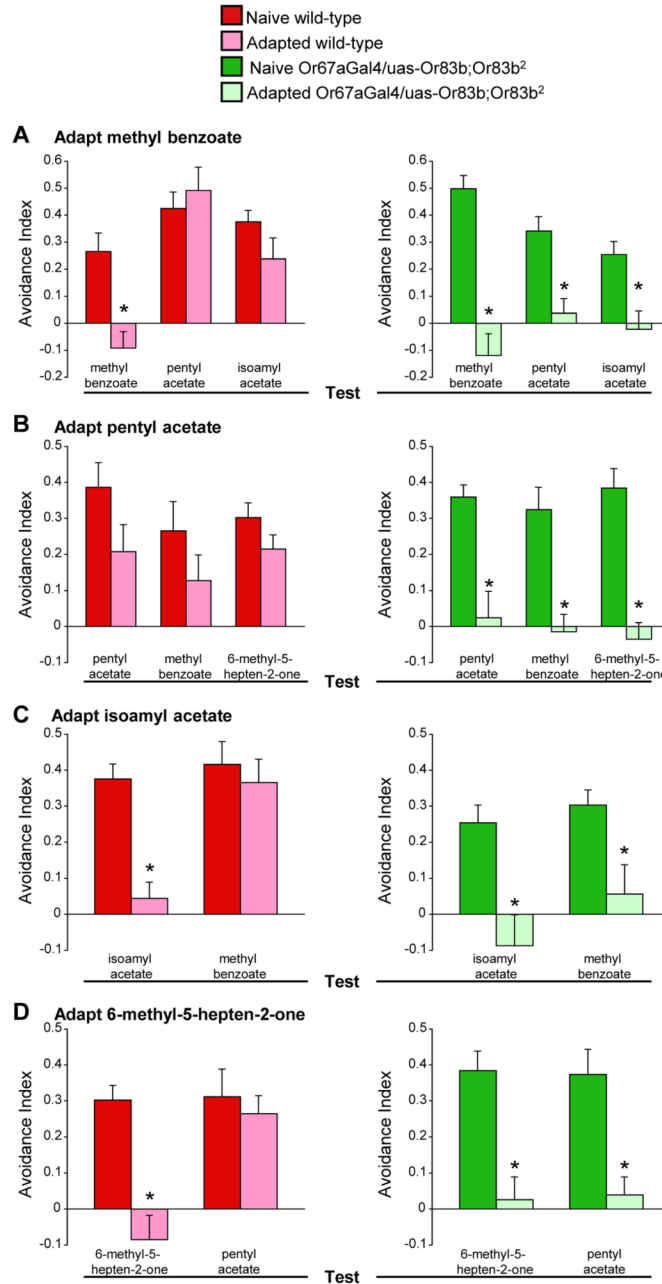 Naive wild-type
Adapted wild-type
Naive Or67aGal4/uas-Or83b;Or83b²
Adapted Or67aGal4/uas-Or83b;Or83b²
A Adapt methyl benzoate
Avoidance Index
0.6
0.5
0.4
0.3
0.2
0.1
0
-0.1
-0.2
*
methyl benzoate
pentyl acetate
isoamyl acetate
Avoidance Index
0.6
0.5
0.4
0.3
0.2
0.1
0
-0.1
-0.2
* * *
methyl benzoate
pentyl acetate
isoamyl acetate
Test
B Adapt pentyl acetate
Avoidance Index
0.5
0.4
0.3
0.2
0.1
0
-0.1
pentyl acetate
methyl benzoate
6-methyl-5-hepten-2-one
Avoidance Index
0.5
0.4
0.3
0.2
0.1
0
-0.1
* * *
pentyl acetate
methyl benzoate
6-methyl-5-hepten-2-one
Test
C Adapt isoamyl acetate
Avoidance Index
0.5
0.4
0.3
0.2
0.1
0
-0.1
*
isoamyl acetate
methyl benzoate
Avoidance Index
0.5
0.4
0.3
0.2
0.1
0
-0.1
* *
isoamyl acetate
methyl benzoate
Test
D Adapt 6-methyl-5-hepten-2-one
Avoidance Index
0.5
0.4
0.3
0.2
0.1
0
-0.1
*
6-methyl-5-hepten-2-one
pentyl acetate
Avoidance Index
0.5
0.4
0.3
0.2
0.1
0
-0.1
* *
6-methyl-5-hepten-2-one
pentyl acetate
Test